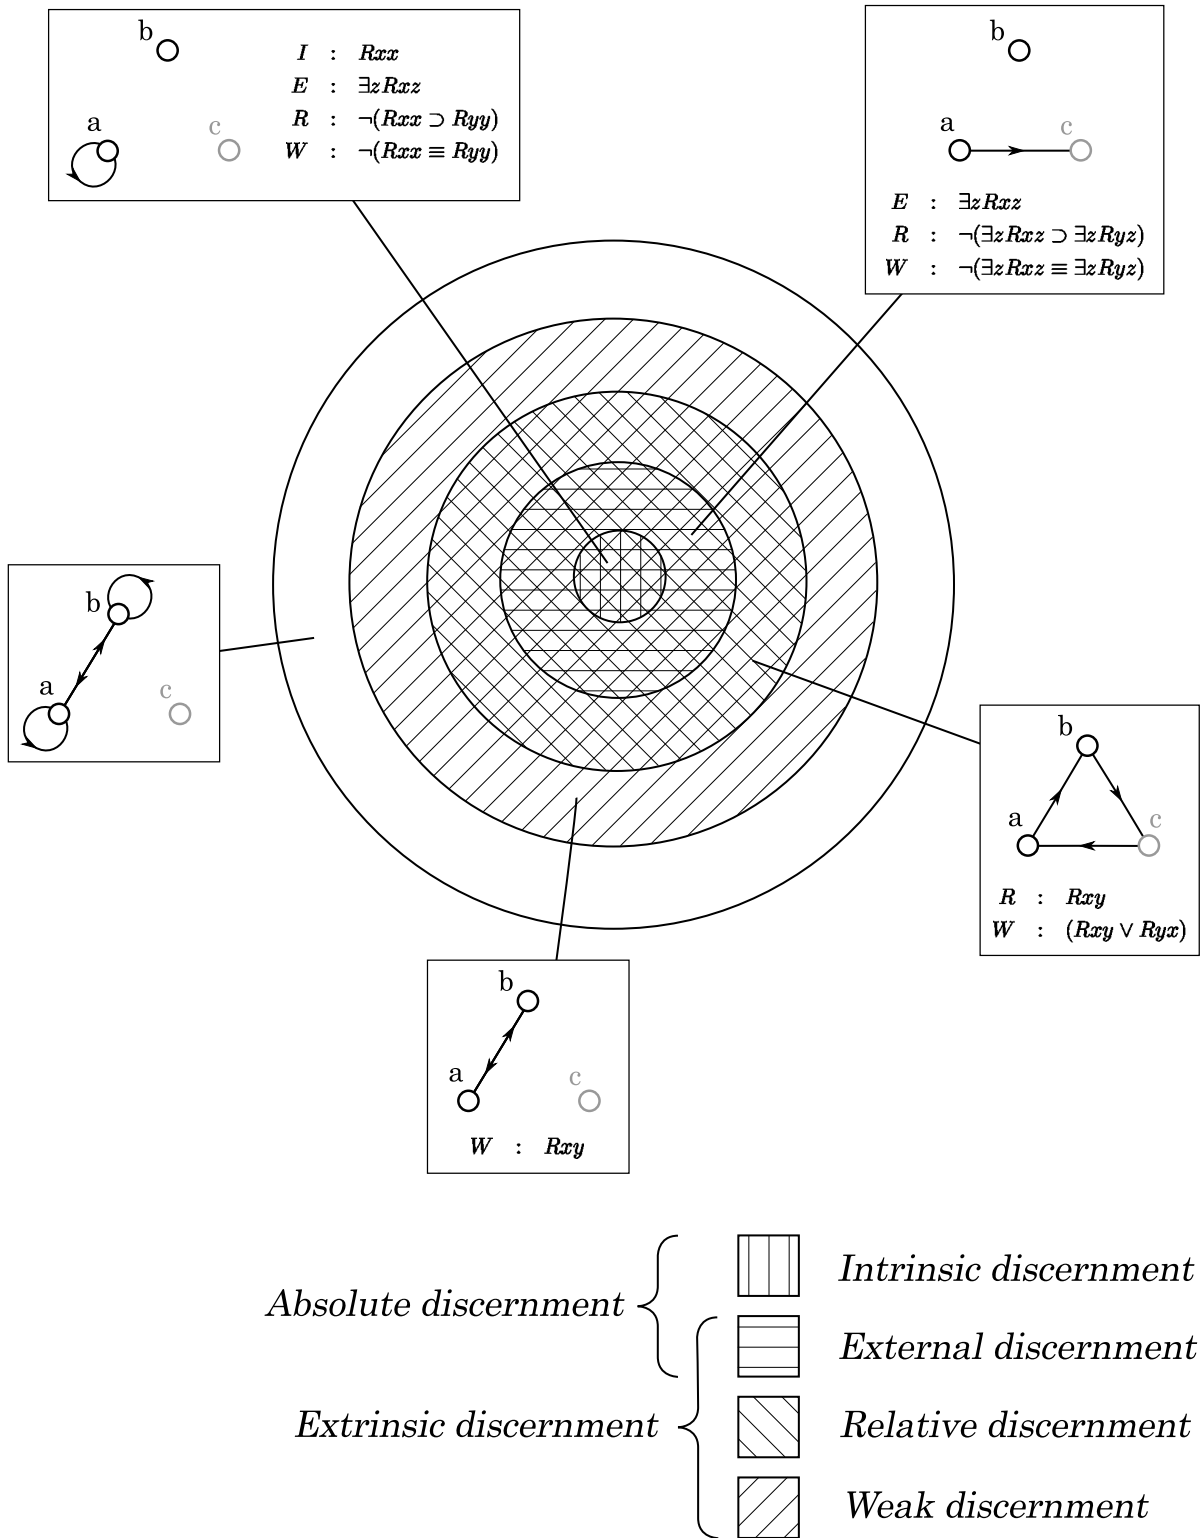 b
I : Rxx
E : ∃zRxz
R : ¬(Rxx ⊃ Ryy)
W : ¬(Rxx ≡ Ryy)
a
c
b
a
c
E : ∃zRxz
R : ¬(∃zRxz ⊃ ∃zRyz)
W : ¬(∃zRxz ≡ ∃zRyz)
b
a
c
b
a
c
R : Rxy
W : (Rxy ∨ Ryx)
b
a
c
W : Rxy
Absolute discernment
Extrinsic discernment
Intrinsic discernment
External discernment
Relative discernment
Weak discernment